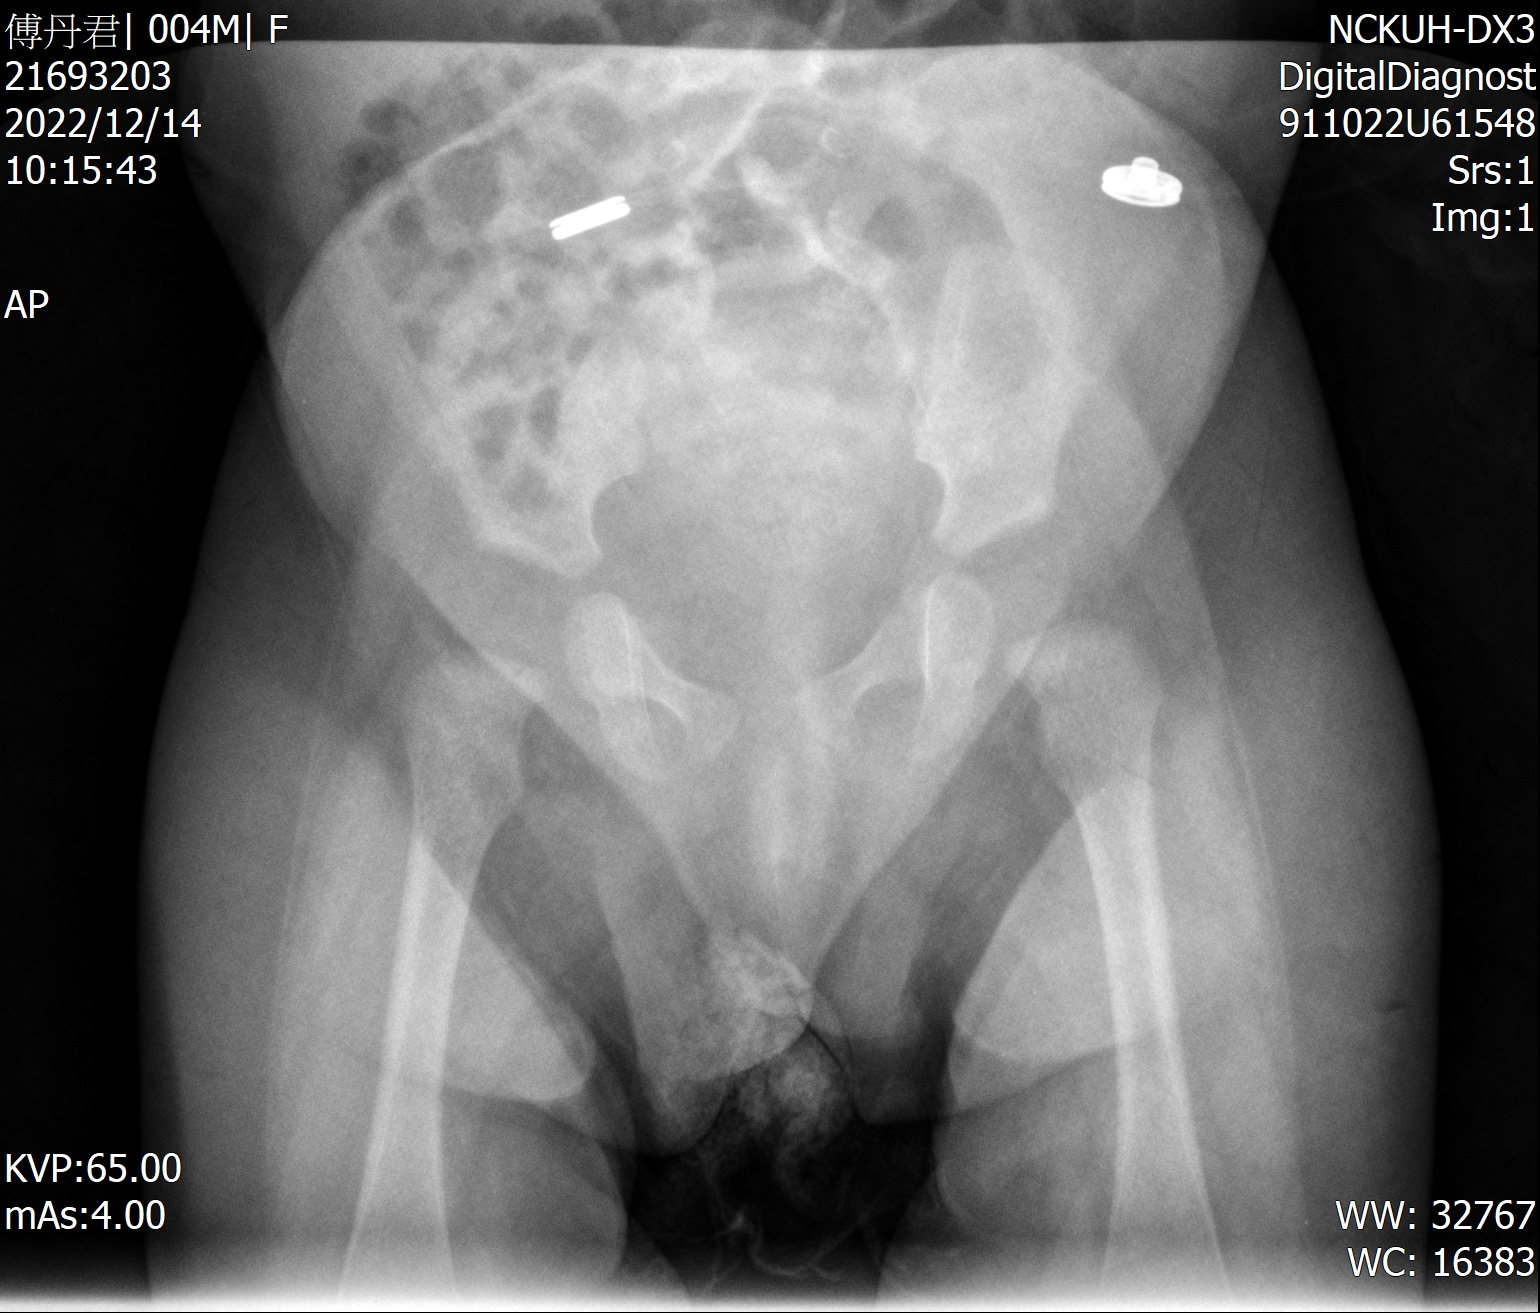 傅丹君| 004M| F
21693203
2022/12/14
10:15:43
AP
NCKUH-DX3
DigitalDiagnost
911022U61548
Srs:1
Img:1
KVP:65.00
mAs:4.00
WW: 32767
WC: 16383